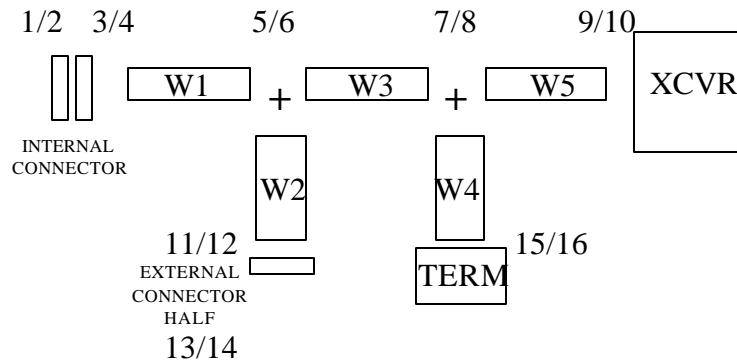 1/2 3/4 5/6 7/8 9/10
W1 + W3 + W5 XCVR
INTERNAL
CONNECTOR
W2 W4
11/12 15/16
EXTERNAL TERM
CONNECTOR
HALF
13/14